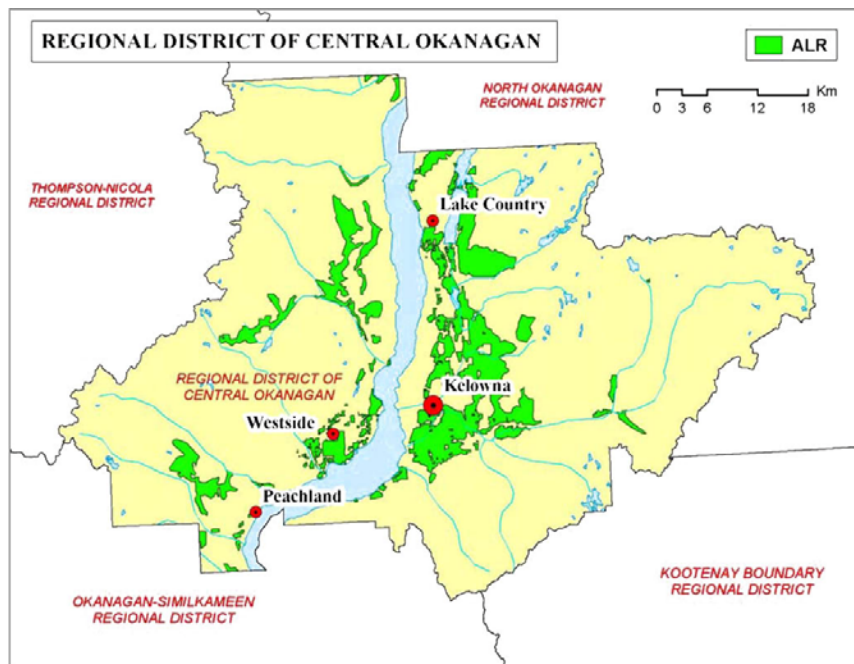 REGIONAL DISTRICT OF CENTRAL OKANAGAN
ALR
Km
0 3 6 12 18
NORTH OKANAGAN
REGIONAL DISTRICT
THOMPSON-NICOLA
REGIONAL DISTRICT
Lake Country
REGIONAL DISTRICT OF
CENTRAL OKANAGAN
Kelowna
Westside
Peachland
OKANAGAN-SIMILKAMEEN
REGIONAL DISTRICT
KOOTENAY BOUNDARY
REGIONAL DISTRICT